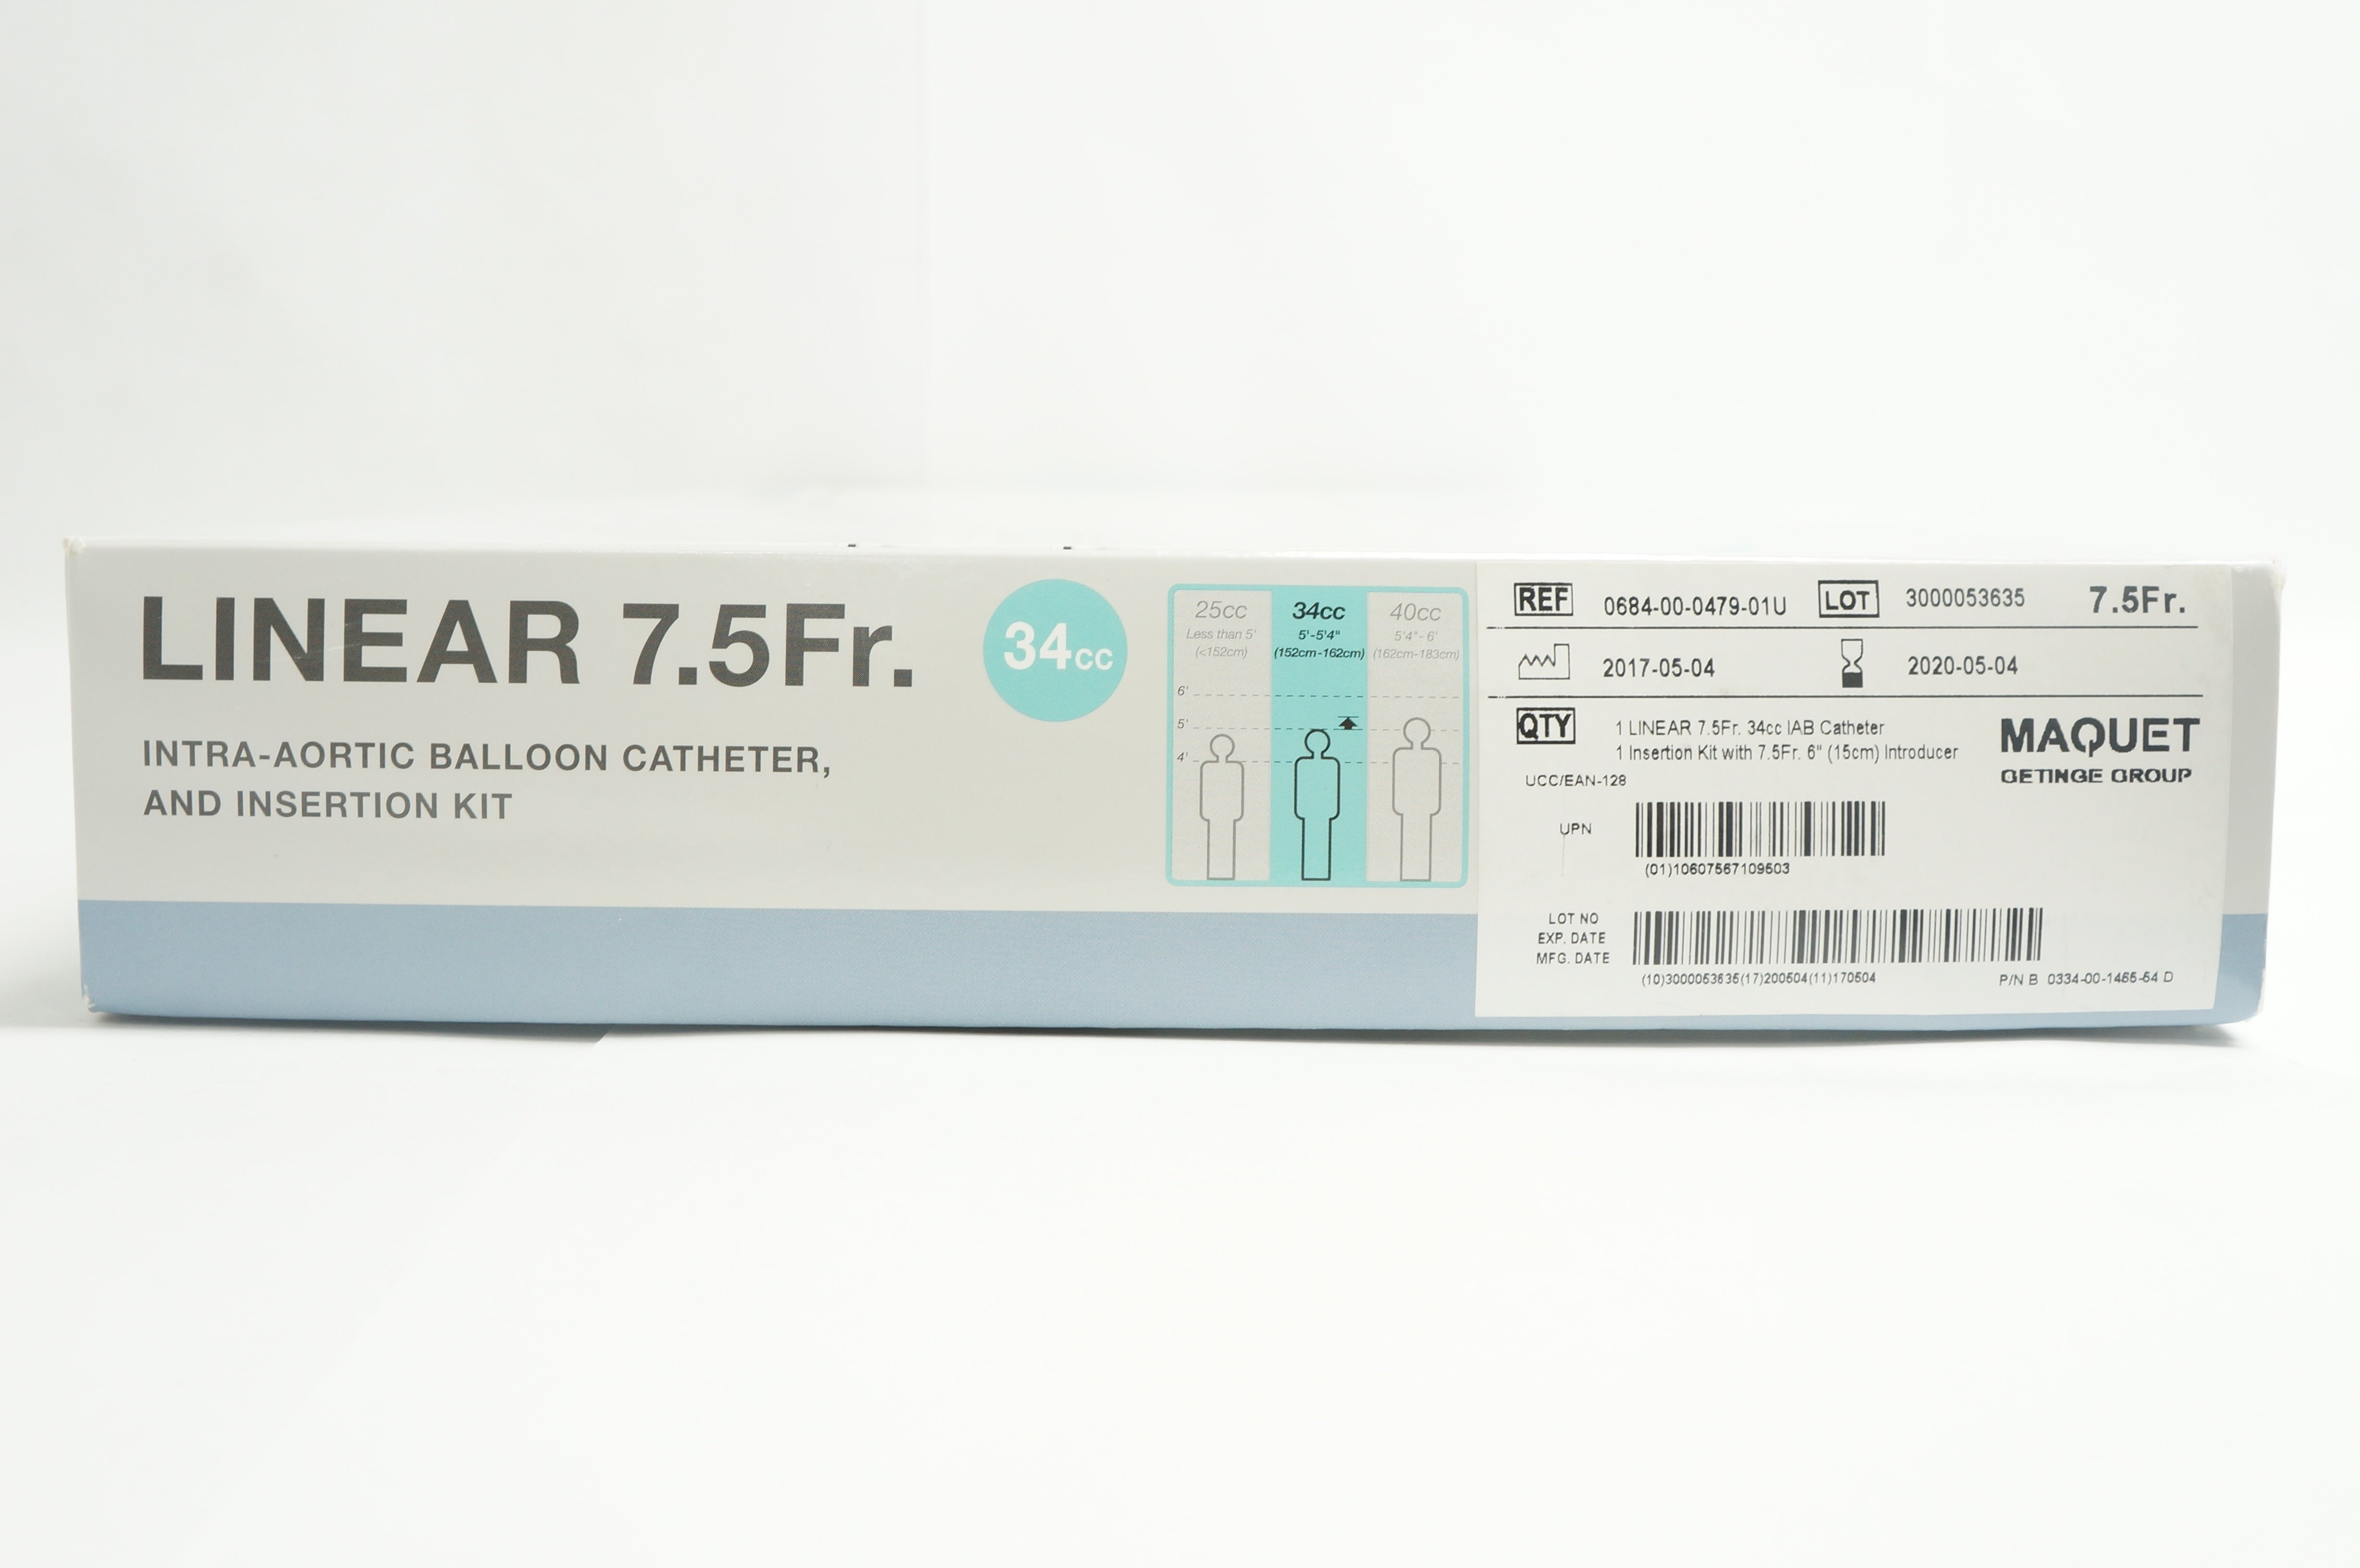 LINEAR 7.5Fr.
INTRA-AORTIC BALLOON CATHETER,
AND INSERTION KIT
34cc
25cc
Less than 5'
(<152cm)
34cc
5'-5'4"
(152cm-162cm)
40cc
5'4"- 6'
(162cm-183cm)
6'
5'
4'
REF 0684-00-0479-01U LOT 3000053635 7.5Fr.
2017-05-04 2020-05-04
QTY 1 LINEAR 7.5Fr. 34cc IAB Catheter
1 Insertion Kit with 7.5Fr. 6" (15cm) Introducer
MAQUET
GETINGE GROUP
UCC/EAN-128
UPN
(01)10607567109503
LOT NO
EXP. DATE
MFG. DATE
(10)3000053635(17)200504(11)170504
P/N B 0334-00-1465-54 D